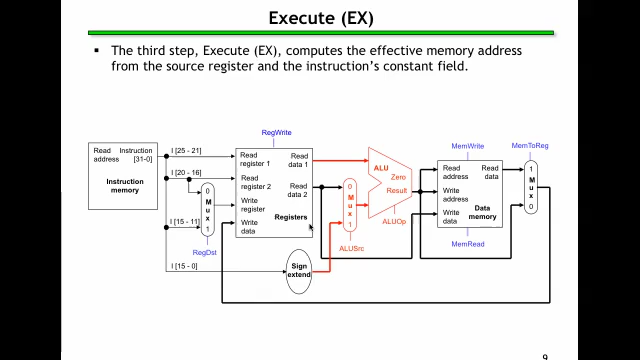 Execute (EX)
▪ The third step, Execute (EX), computes the effective memory address
from the source register and the instruction's constant field.
RegWrite
MemWrite
MemToReg
Read Instruction
address [31-0]
Instruction
memory
I [25 - 21]
I [20 - 16]
I [15 - 11]
I [15 - 0]
0
M
u
x
1
RegDst
Read
register 1
Read
register 2
Write
register
Write
data
Read
data 1
Read
data 2
Registers
Sign
extend
0
M
u
x
1
ALUSrc
ALU
Zero
Result
ALUOp
Read
address
Write
address
Write
data
Read
data
Data
memory
MemRead
1
M
u
x
0
9